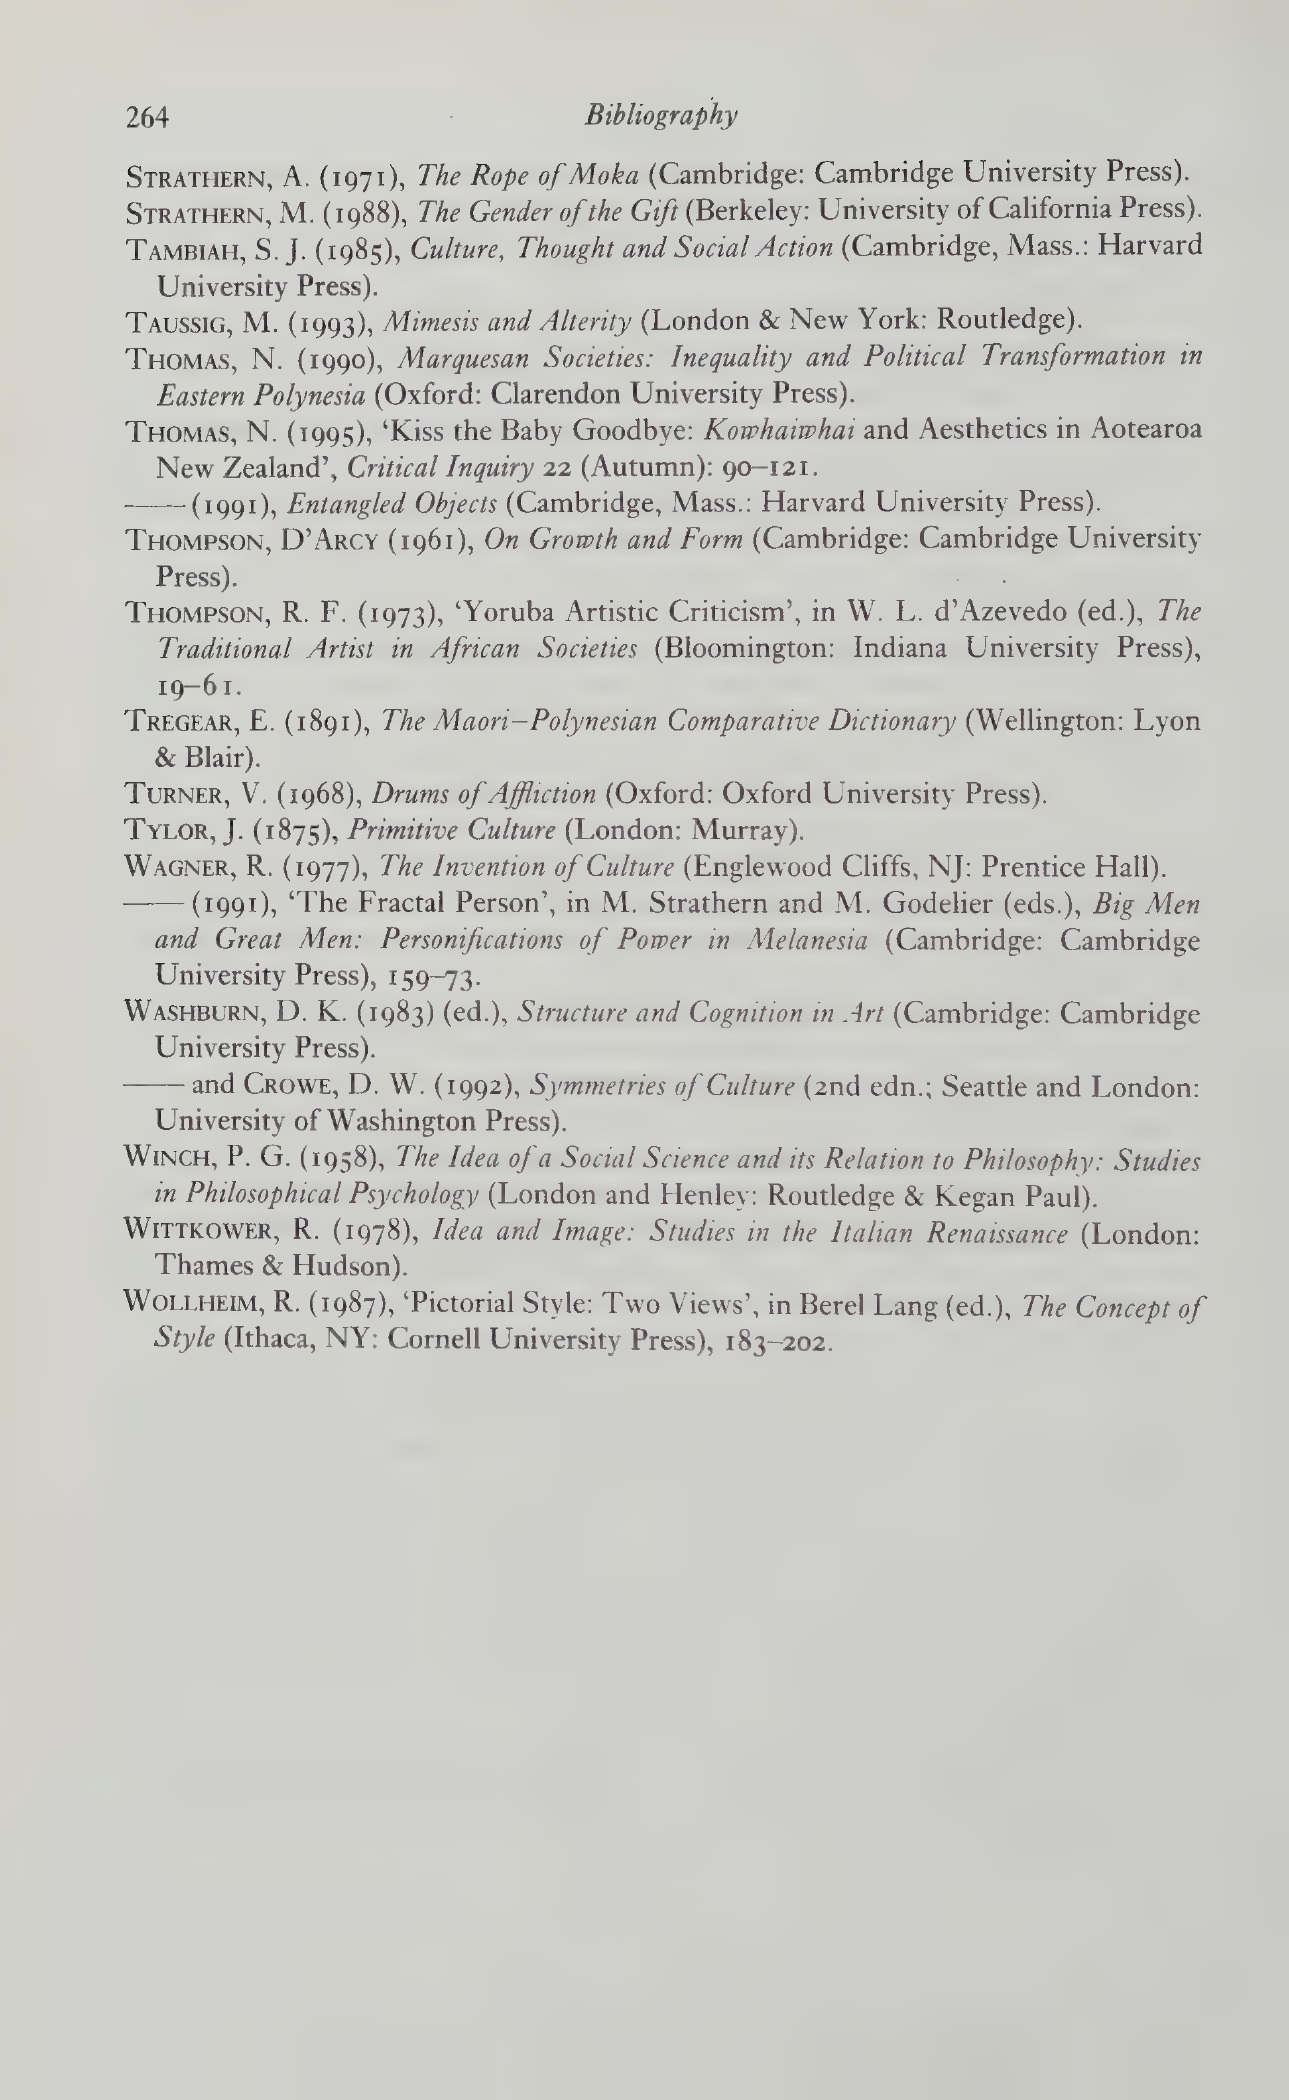 264 Bibliography
STRATHERN, A. (1971), The Rope of Moka (Cambridge: Cambridge University Press).
STRATHERN, M. (1988), The Gender of the Gift (Berkeley: University of California Press).
TAMBIAH, S. J. (1985), Culture, Thought and Social Action (Cambridge, Mass.: Harvard
University Press).
TAUSSIG, M. (1993), Mimesis and Alterity (London & New York: Routledge).
THOMAS, N. (1990), Marquesan Societies: Inequality and Political Transformation in
Eastern Polynesia (Oxford: Clarendon University Press).
THOMAS, N. (1995), ‘Kiss the Baby Goodbye: Kowhaiwhai and Aesthetics in Aotearoa
New Zealand’, Critical Inquiry 22 (Autumn): 90–121.
—— (1991), Entangled Objects (Cambridge, Mass.: Harvard University Press).
THOMPSON, D’ARCY (1961), On Growth and Form (Cambridge: Cambridge University
Press).
THOMPSON, R. F. (1973), ‘Yoruba Artistic Criticism’, in W. L. d’Azevedo (ed.), The
Traditional Artist in African Societies (Bloomington: Indiana University Press),
19–61.
TREGEAR, E. (1891), The Maori–Polynesian Comparative Dictionary (Wellington: Lyon
& Blair).
TURNER, V. (1968), Drums of Affliction (Oxford: Oxford University Press).
TYLOR, J. (1875), Primitive Culture (London: Murray).
WAGNER, R. (1977), The Invention of Culture (Englewood Cliffs, NJ: Prentice Hall).
—— (1991), ‘The Fractal Person’, in M. Strathern and M. Godelier (eds.), Big Men
and Great Men: Personifications of Power in Melanesia (Cambridge: Cambridge
University Press), 159–73.
WASHBURN, D. K. (1983) (ed.), Structure and Cognition in Art (Cambridge: Cambridge
University Press).
—— and CROWE, D. W. (1992), Symmetries of Culture (2nd edn.; Seattle and London:
University of Washington Press).
WINCH, P. G. (1958), The Idea of a Social Science and its Relation to Philosophy: Studies
in Philosophical Psychology (London and Henley: Routledge & Kegan Paul).
WITTKOWER, R. (1978), Idea and Image: Studies in the Italian Renaissance (London:
Thames & Hudson).
WOLLHEIM, R. (1987), ‘Pictorial Style: Two Views’, in Berel Lang (ed.), The Concept of
Style (Ithaca, NY: Cornell University Press), 183–202.